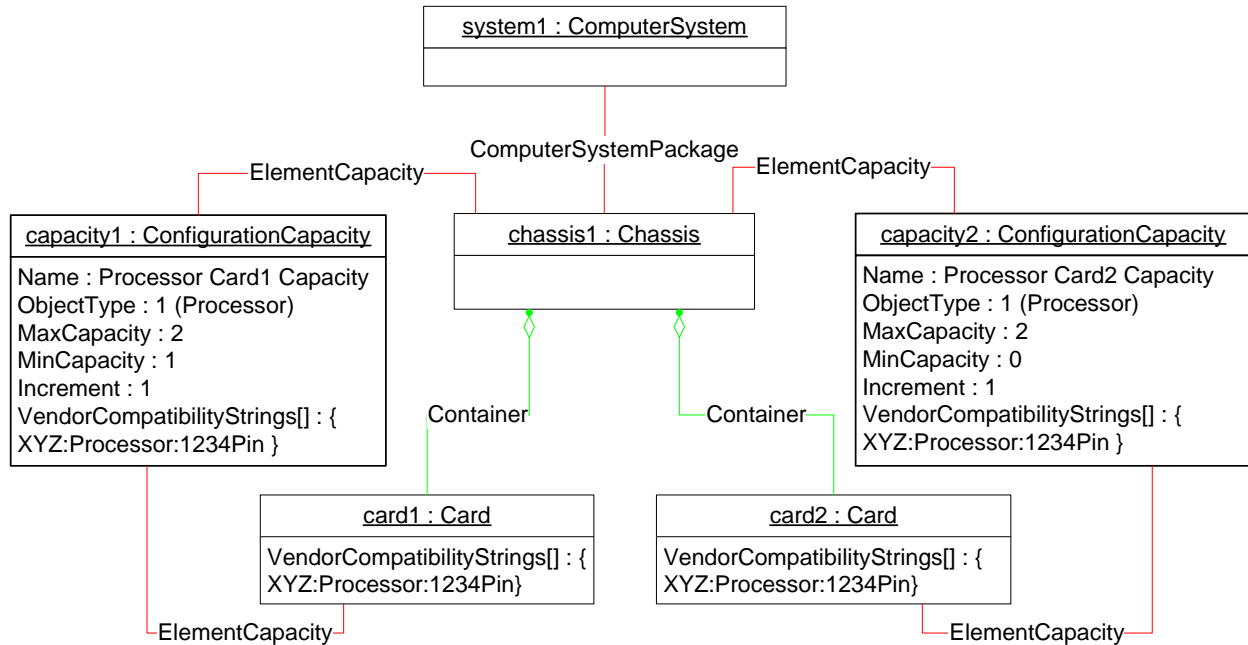 system1 : ComputerSystem
ComputerSystemPackage
ElementCapacity
ElementCapacity
capacity1 : ConfigurationCapacity
Name : Processor Card1 Capacity
ObjectType : 1 (Processor)
MaxCapacity : 2
MinCapacity : 1
Increment : 1
VendorCompatibilityStrings[] : {
XYZ:Processor:1234Pin }
chassis1 : Chassis
capacity2 : ConfigurationCapacity
Name : Processor Card2 Capacity
ObjectType : 1 (Processor)
MaxCapacity : 2
MinCapacity : 0
Increment : 1
VendorCompatibilityStrings[] : {
XYZ:Processor:1234Pin }
Container
Container
card1 : Card
VendorCompatibilityStrings[] : {
XYZ:Processor:1234Pin}
card2 : Card
VendorCompatibilityStrings[] : {
XYZ:Processor:1234Pin}
ElementCapacity
ElementCapacity